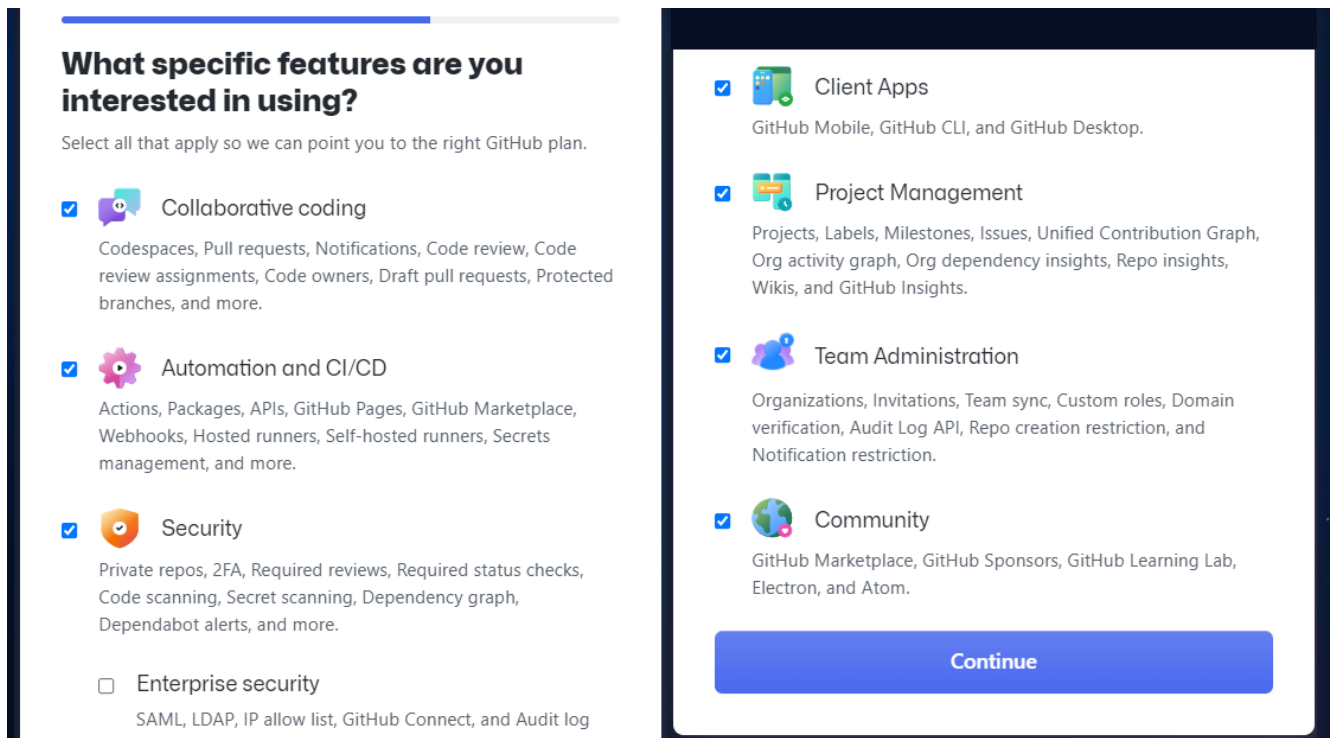 What specific features are you
interested in using?
Select all that apply so we can point you to the right GitHub plan.
Collaborative coding
Codespaces, Pull requests, Notifications, Code review, Code
review assignments, Code owners, Draft pull requests, Protected
branches, and more.
Automation and CI/CD
Actions, Packages, APIs, GitHub Pages, GitHub Marketplace,
Webhooks, Hosted runners, Self-hosted runners, Secrets
management, and more.
Security
Private repos, 2FA, Required reviews, Required status checks,
Code scanning, Secret scanning, Dependency graph,
Dependabot alerts, and more.
Enterprise security
SAML, LDAP, IP allow list, GitHub Connect, and Audit log
Client Apps
GitHub Mobile, GitHub CLI, and GitHub Desktop.
Project Management
Projects, Labels, Milestones, Issues, Unified Contribution Graph,
Org activity graph, Org dependency insights, Repo insights,
Wikis, and GitHub Insights.
Team Administration
Organizations, Invitations, Team sync, Custom roles, Domain
verification, Audit Log API, Repo creation restriction, and
Notification restriction.
Community
GitHub Marketplace, GitHub Sponsors, GitHub Learning Lab,
Electron, and Atom.
Continue